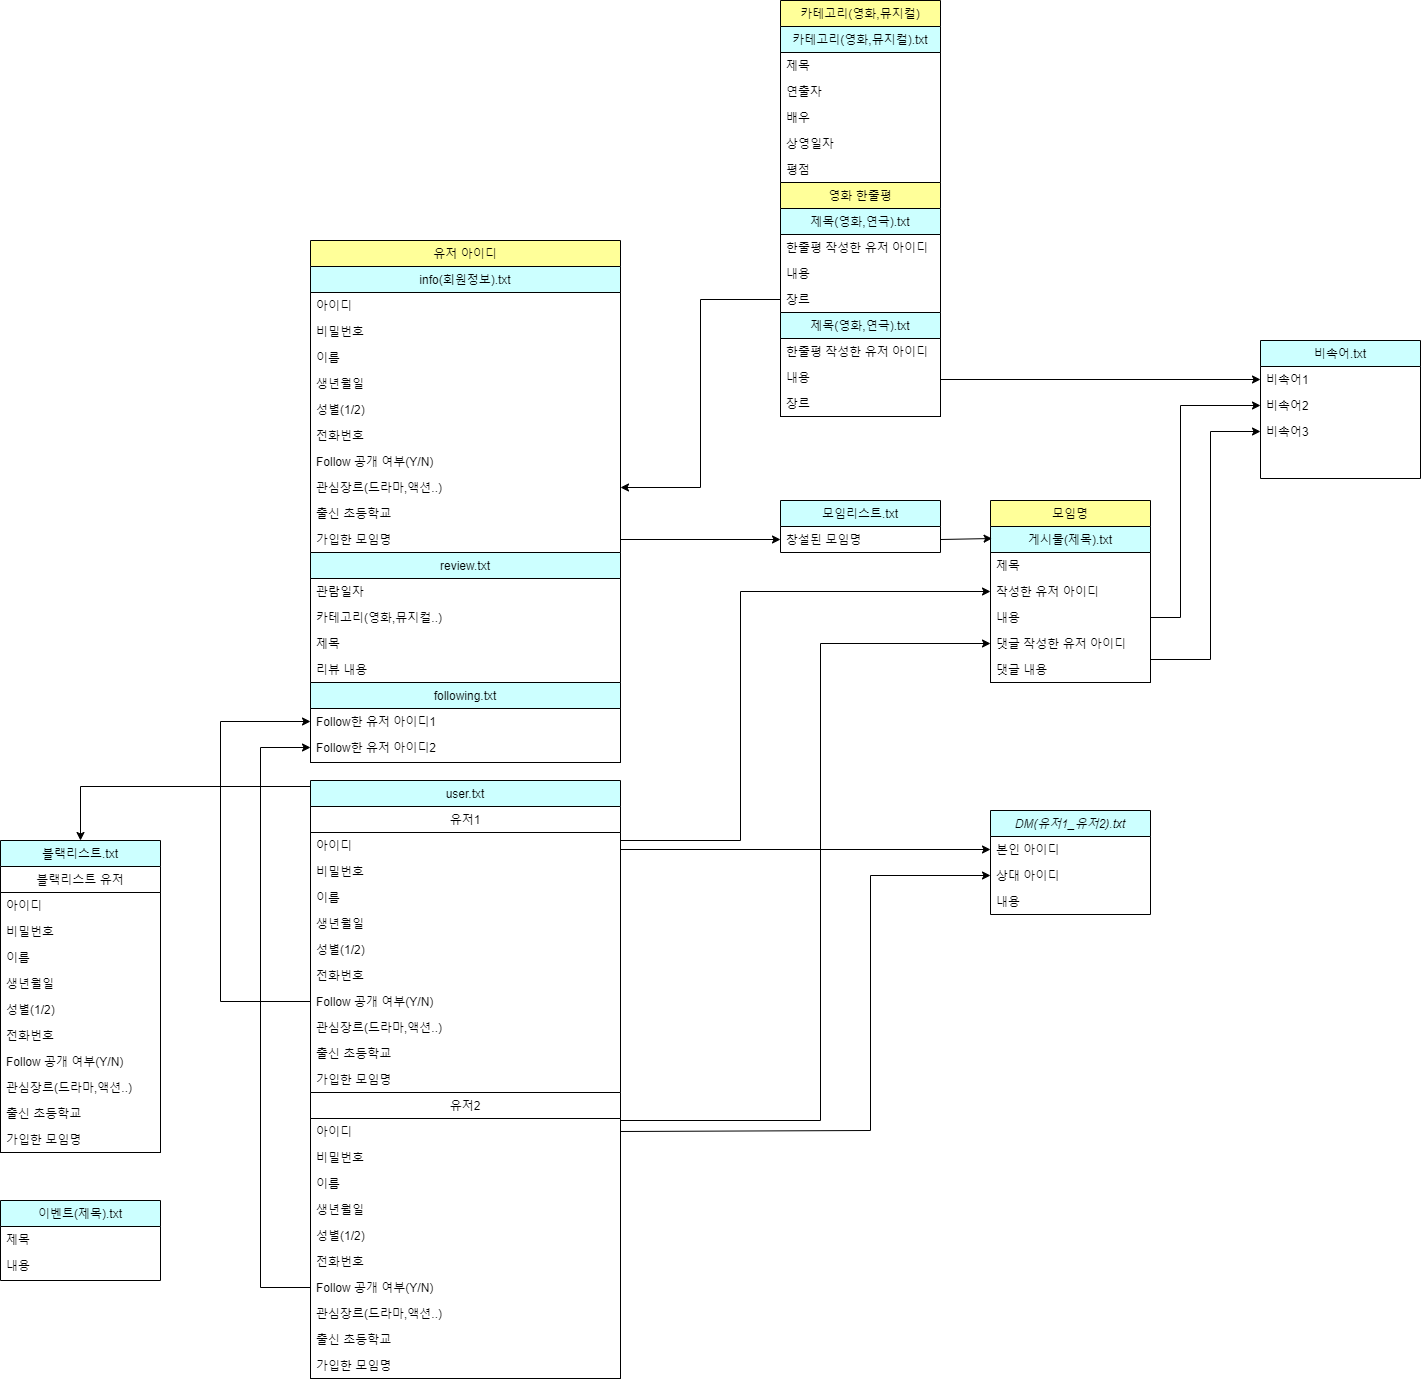 카테고리(영화,뮤지컬)
카테고리(영화,뮤지컬).txt
제목
연출자
배우
상영일자
평점
영화 한줄평
제목(영화,연극).txt
한줄평 작성한 유저 아이디
내용
장르
제목(영화,연극).txt
한줄평 작성한 유저 아이디
내용
장르
유저 아이디
info(회원정보).txt
아이디
비밀번호
이름
생년월일
성별(1/2)
전화번호
Follow 공개 여부(Y/N)
관심장르(드라마,액션..)
출신 초등학교
가입한 모임명
review.txt
관람일자
카테고리(영화,뮤지컬..)
제목
리뷰 내용
following.txt
Follow한 유저 아이디1
Follow한 유저 아이디2
비속어.txt
비속어1
비속어2
비속어3
모임리스트.txt
창설된 모임명
모임명
게시물(제목).txt
제목
작성한 유저 아이디
내용
댓글 작성한 유저 아이디
댓글 내용
user.txt
유저1
아이디
비밀번호
이름
생년월일
성별(1/2)
전화번호
Follow 공개 여부(Y/N)
관심장르(드라마,액션..)
출신 초등학교
가입한 모임명
유저2
아이디
비밀번호
이름
생년월일
성별(1/2)
전화번호
Follow 공개 여부(Y/N)
관심장르(드라마,액션..)
출신 초등학교
가입한 모임명
DM(유저1_유저2).txt
본인 아이디
상대 아이디
내용
블랙리스트.txt
블랙리스트 유저
아이디
비밀번호
이름
생년월일
성별(1/2)
전화번호
Follow 공개 여부(Y/N)
관심장르(드라마,액션..)
출신 초등학교
가입한 모임명
이벤트(제목).txt
제목
내용